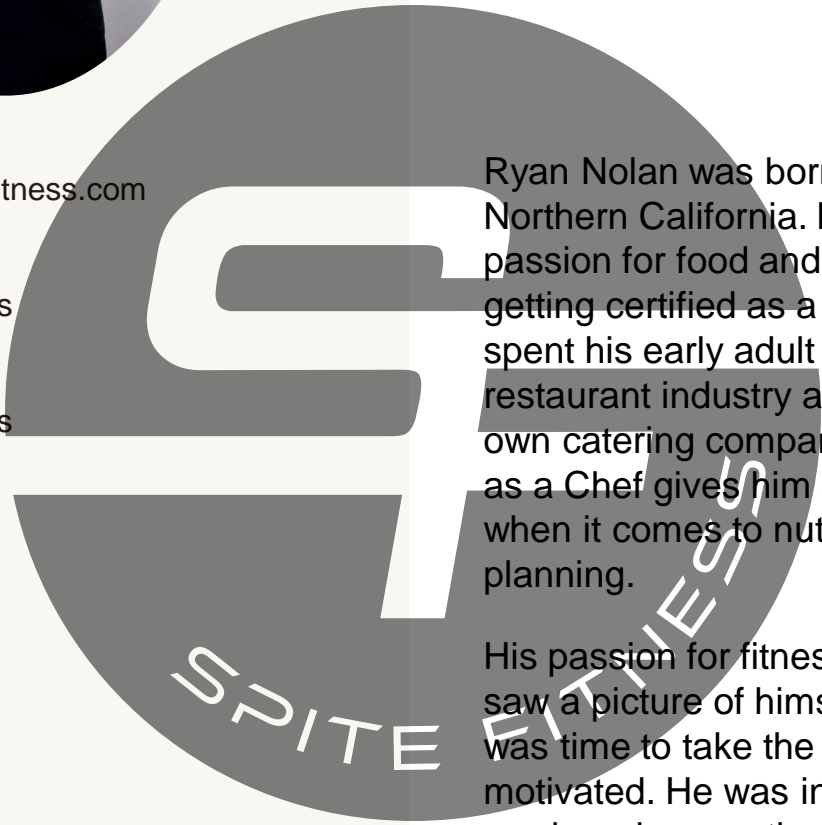 tness.com
s
s
Ryan Nolan was born
Northern California.
passion for food and
getting certified as a
spent his early adult
restaurant industry a
own catering compan
as a Chef gives him
when it comes to nut
planning.
His passion for fitnes
saw a picture of hims
was time to take the
motivated. He was in
SPITE FITNESS